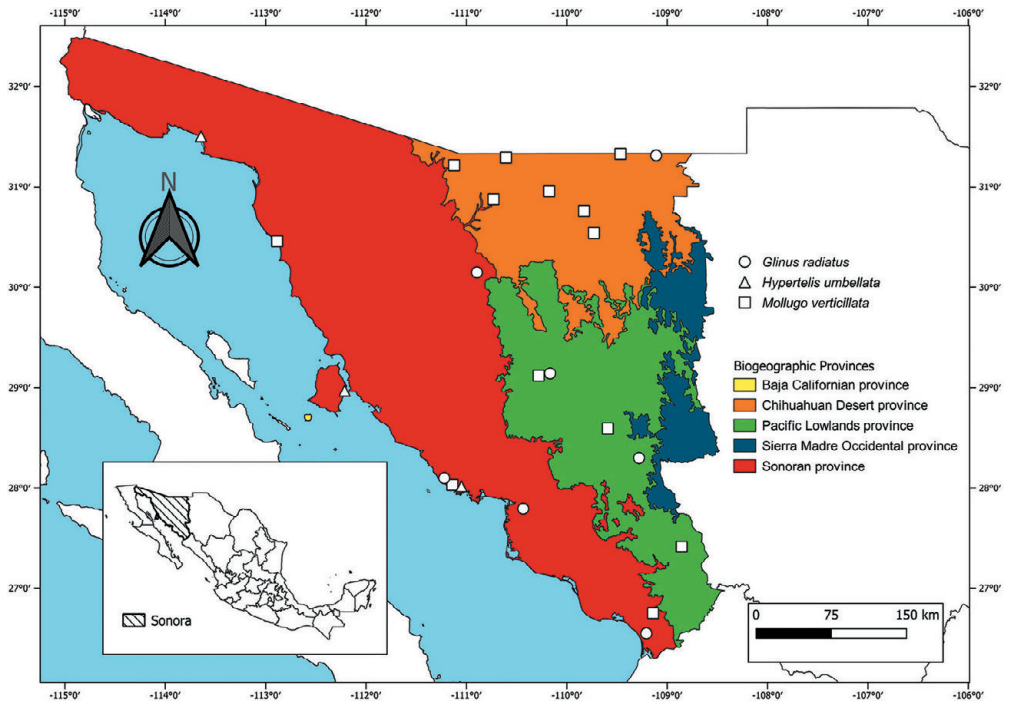 -115°0′ -114°0′ -113°0′ -112°0′ -111°0′ -110°0′ -109°0′ -108°0′ -107°0′ -106°0′
32°0′ 32°0′
31°0′ 31°0′
N
30°0′ 30°0′
29°0′ 29°0′
28°0′ 28°0′
27°0′ 27°0′
Glinus radiatus
Hypertelis umbellata
Mollugo verticillata
Biogeographic Provinces
Baja Californian province
Chihuahuan Desert province
Pacific Lowlands province
Sierra Madre Occidental province
Sonoran province
Sonora
0 75 150 km
-115°0′ -114°0′ -113°0′ -112°0′ -111°0′ -110°0′ -109°0′ -108°0′ -107°0′ -106°0′